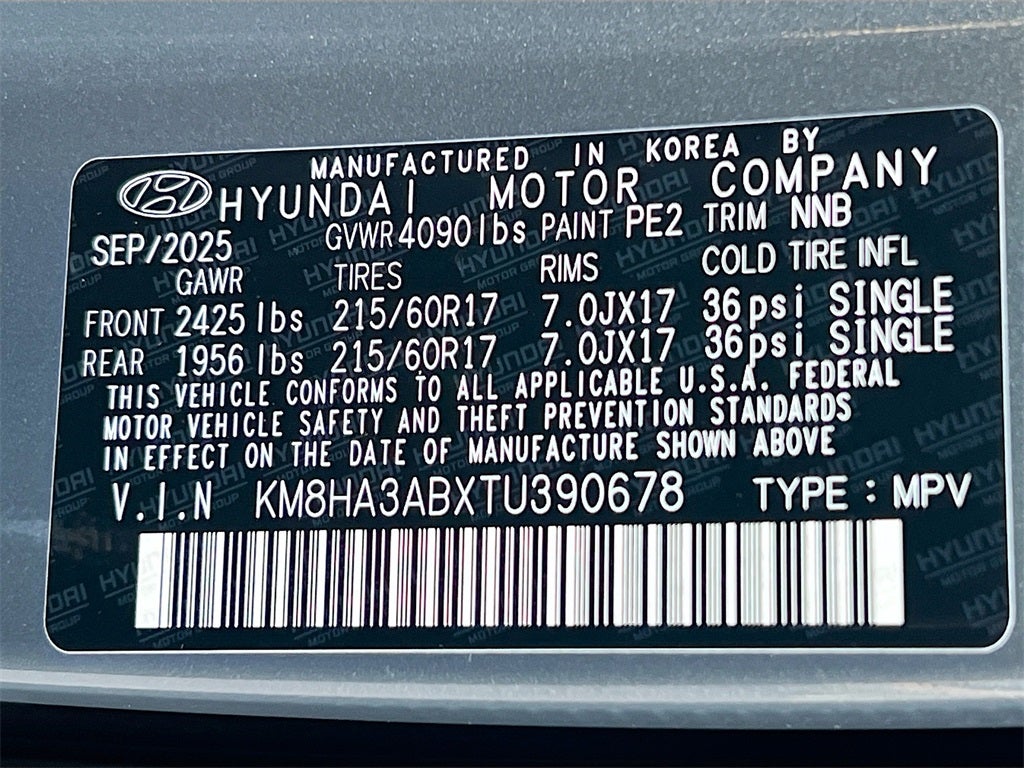 MANUFACTURED IN KOREA BY
HYUNDAI MOTOR COMPANY
SEP/2025 GVWR 4090lbs PAINT PE2 TRIM NNB
GAWR TIRES RIMS COLD TIRE INFL
FRONT 2425 lbs 215/60R17 7.0JX17 36psi SINGLE
REAR 1956 lbs 215/60R17 7.0JX17 36psi SINGLE
THIS VEHICLE CONFORMS TO ALL APPLICABLE U.S.A. FEDERAL
MOTOR VEHICLE SAFETY AND THEFT PREVENTION STANDARDS
IN EFFECT ON THE DATE OF MANUFACTURE SHOWN ABOVE
V.I.N KM8HA3ABXTU390678 TYPE : MPV